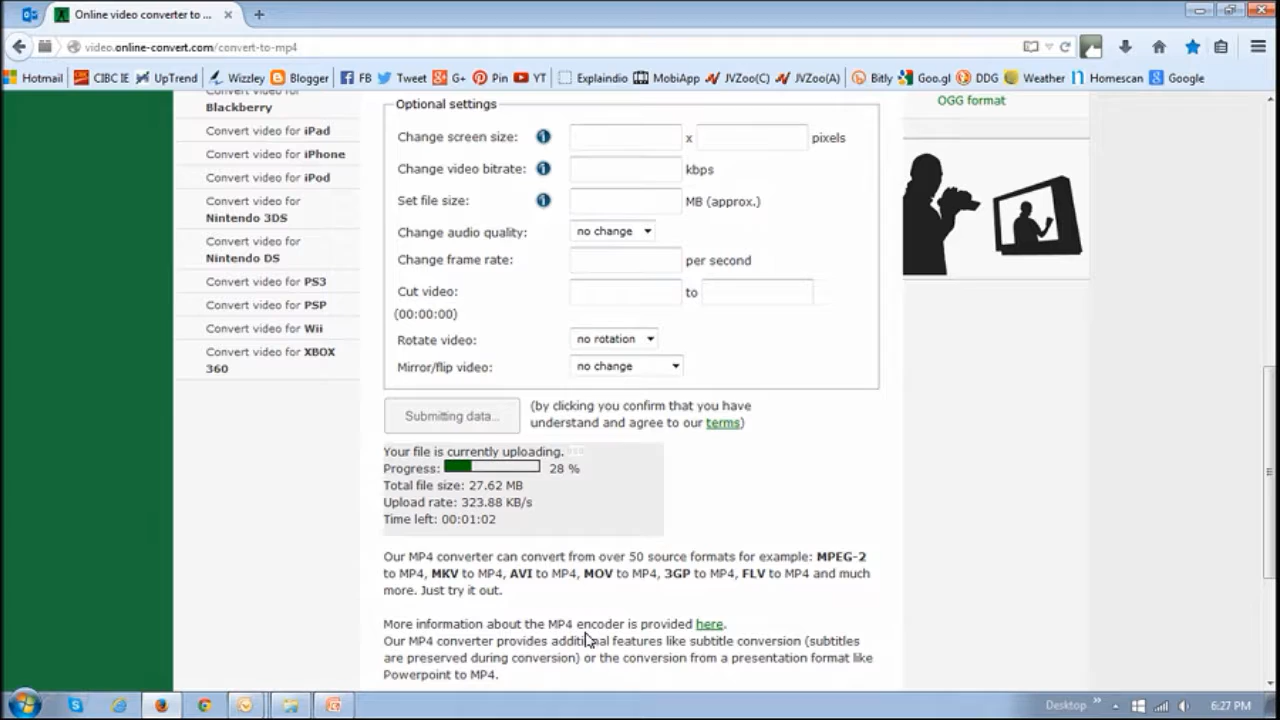 Online video converter to ...
video.online-convert.com/convert-to-mp4
Hotmail CIBC IE UpTrend Wizzley Blogger FB Tweet G+ Pin YT Explaindio MobiApp JVZoo(C) JVZoo(A) Bitly Goo.gl DDG Weather Homescan Google
Convert video for
Blackberry
Convert video for iPad
Convert video for iPhone
Convert video for iPod
Convert video for
Nintendo 3DS
Convert video for
Nintendo DS
Convert video for PS3
Convert video for PSP
Convert video for Wii
Convert video for XBOX
360
Optional settings
Change screen size: x pixels
Change video bitrate: kbps
Set file size: MB (approx.)
Change audio quality: no change
Change frame rate: per second
Cut video: to
(00:00:00)
Rotate video: no rotation
Mirror/flip video: no change
Submitting data...
(by clicking you confirm that you have
understand and agree to our terms)
Your file is currently uploading.
Progress: 28 %
Total file size: 27.62 MB
Upload rate: 323.88 KB/s
Time left: 00:01:02
Our MP4 converter can convert from over 50 source formats for example: MPEG-2
to MP4, MKV to MP4, AVI to MP4, MOV to MP4, 3GP to MP4, FLV to MP4 and much
more. Just try it out.
More information about the MP4 encoder is provided here.
Our MP4 converter provides additional features like subtitle conversion (subtitles
are preserved during conversion) or the conversion from a presentation format like
Powerpoint to MP4.
OGG format
Desktop
6:27 PM